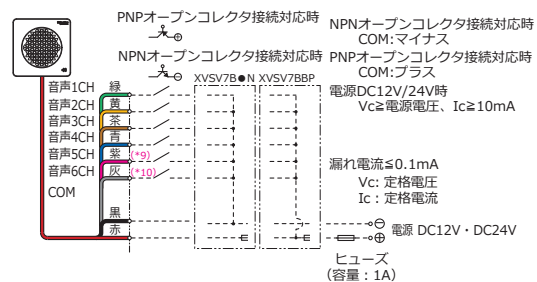 PNPオープンコレクタ接続対応時
NPNオープンコレクタ接続対応時
XVSV7B●N XVSV7BBP
音声1CH 緑
音声2CH 黄
音声3CH 茶
音声4CH 青
音声5CH 紫 (*9)
音声6CH 灰 (*10)
COM
黒
赤
NPNオープンコレクタ接続対応時
COM:マイナス
PNPオープンコレクタ接続対応時
COM:プラス
電源DC12V/24V時
Vc≧電源電圧、Ic≧10mA
漏れ電流≦0.1mA
Vc: 定格電圧
Ic : 定格電流
電源 DC12V・DC24V
ヒューズ
（容量：1A）